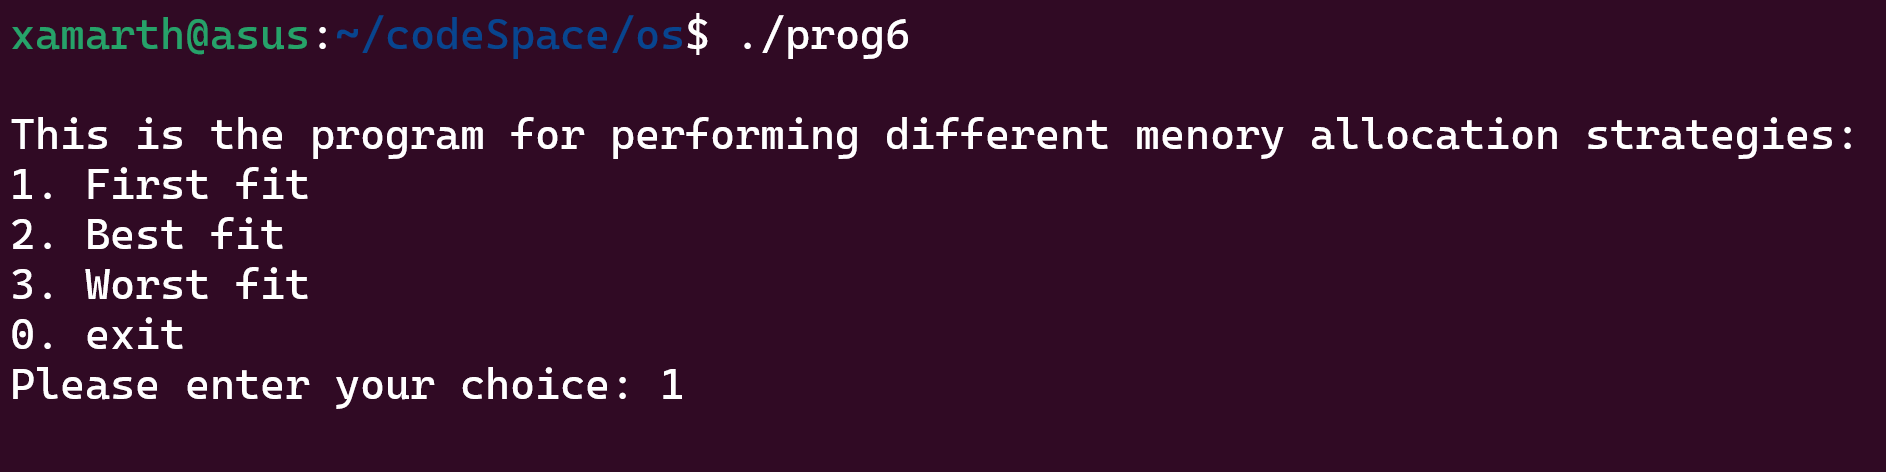 xamarth@asus:~/codeSpace/os$ ./prog6
This is the program for performing different menory allocation strategies:
1. First fit
2. Best fit
3. Worst fit
0. exit
Please enter your choice: 1